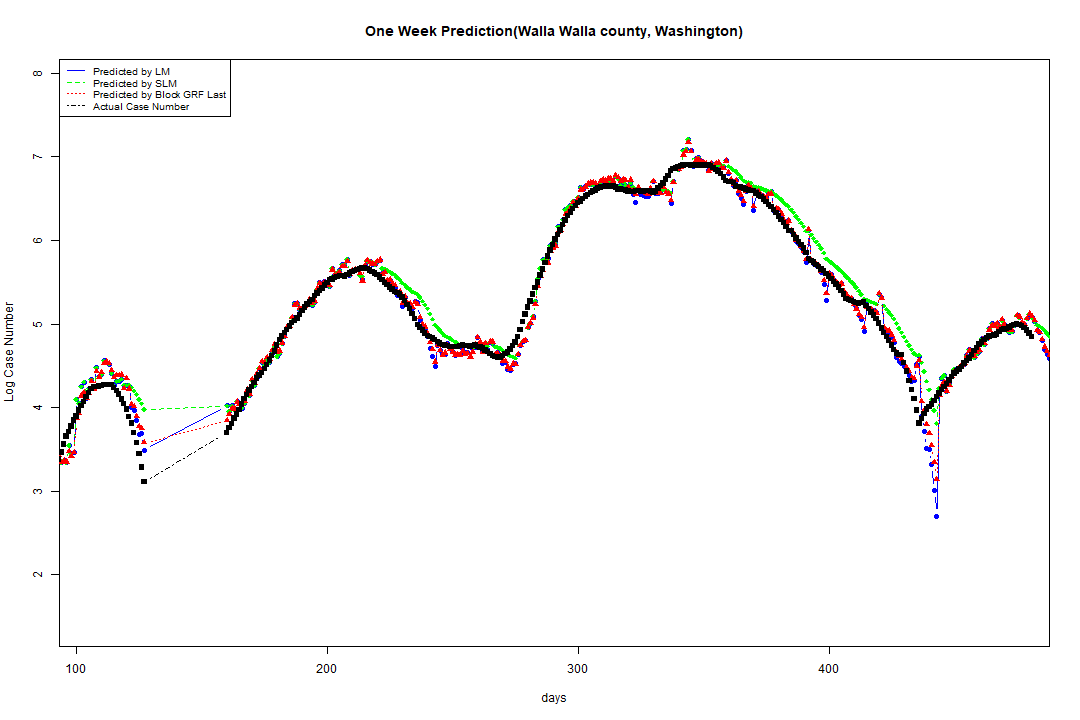 One Week Prediction(Walla Walla county, Washington)
Predicted by LM
Predicted by SLM
Predicted by Block GRF Last
Actual Case Number
8
7
6
5
4
3
2
Log Case Number
100 200 300 400
days